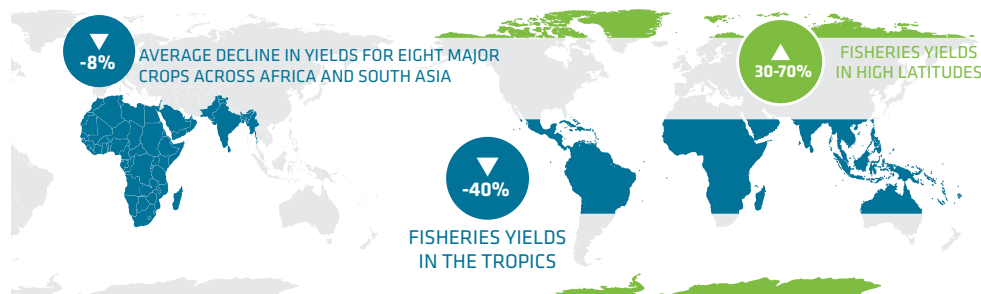 -8%
AVERAGE DECLINE IN YIELDS FOR EIGHT MAJOR
CROPS ACROSS AFRICA AND SOUTH ASIA
-40%
FISHERIES YIELDS
IN THE TROPICS
30-70%
FISHERIES YIELDS
IN HIGH LATITUDES